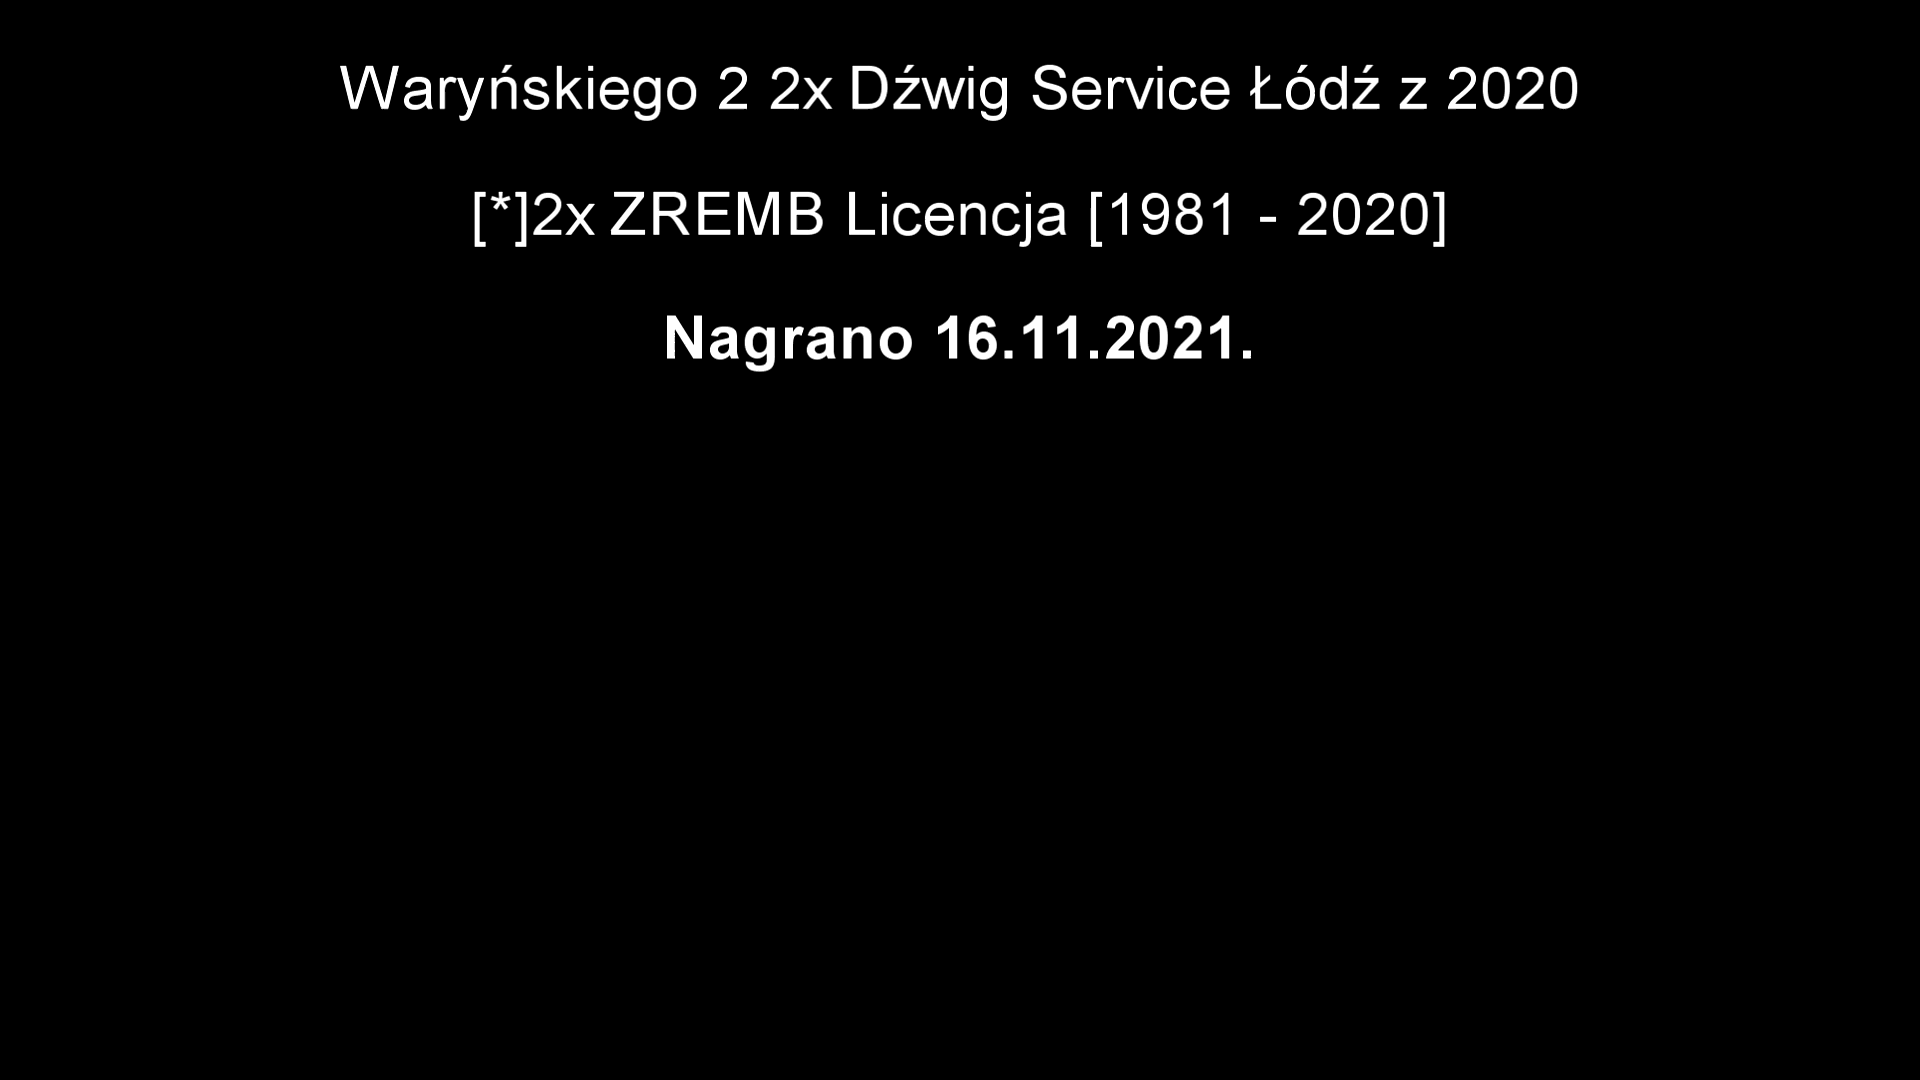 Waryńskiego 2 2x Dźwig Service Łódź z 2020
[*]2x ZREMB Licencja [1981 - 2020]
Nagrano 16.11.2021.